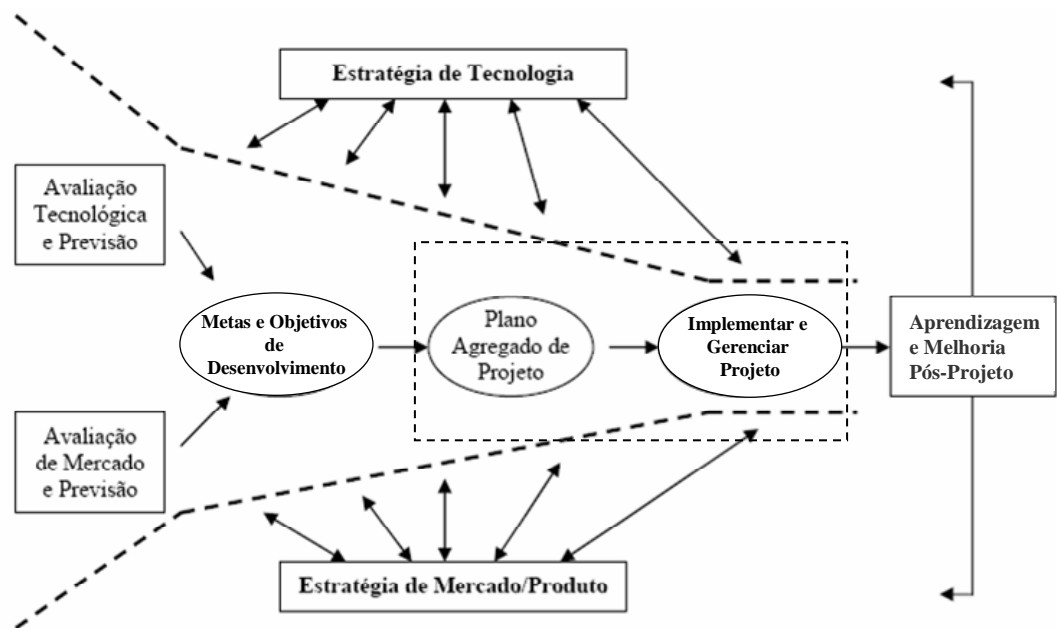 Estratégia de Tecnologia
Avaliação
Tecnológica
e Previsão
Metas e Objetivos
de
Desenvolvimento
Plano
Agregado de
Projeto
Implementar e
Gerenciar
Projeto
Aprendizagem
e Melhoria
Pós-Projeto
Avaliação
de Mercado
e Previsão
Estratégia de Mercado/Produto